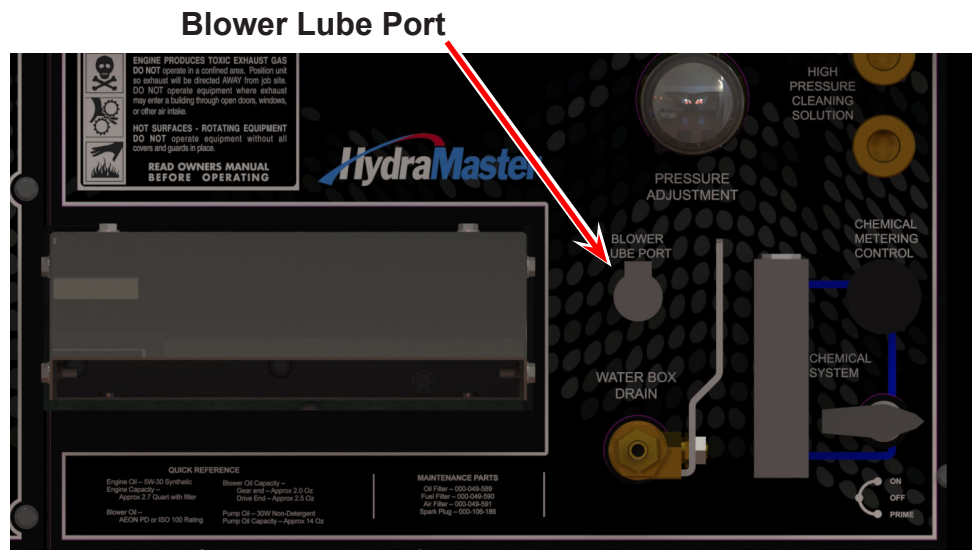 Blower Lube Port
ENGINE PRODUCES TOXIC EXHAUST GAS
DO NOT operate in a confined area. Position unit
so exhaust will be directed AWAY from job site.
DO NOT operate equipment where exhaust
may enter a building through open doors, windows,
or other air intake.
HOT SURFACES - ROTATING EQUIPMENT
DO NOT operate equipment without all
covers and guards in place.
READ OWNERS MANUAL
BEFORE OPERATING
HydraMaster
PRESSURE
ADJUSTMENT
HIGH
PRESSURE
CLEANING
SOLUTION
BLOWER
LUBE PORT
CHEMICAL
METERING
CONTROL
WATER BOX
DRAIN
CHEMICAL
SYSTEM
ON
OFF
PRIME
QUICK REFERENCE
Engine Oil – 5W-30 Synthetic
Engine Capacity –
Approx 2.7 Quart with filter
Blower Oil –
AEON PD or ISO 100 Rating
Blower Oil Capacity –
Gear end – Approx 2.0 Oz
Drive End – Approx 2.5 Oz
Pump Oil – 30W Non-Detergent
Pump Oil Capacity – Approx 14 Oz
MAINTENANCE PARTS
Oil Filter – 000-049-589
Fuel Filter – 000-049-590
Air Filter – 000-049-591
Spark Plug – 000-106-186